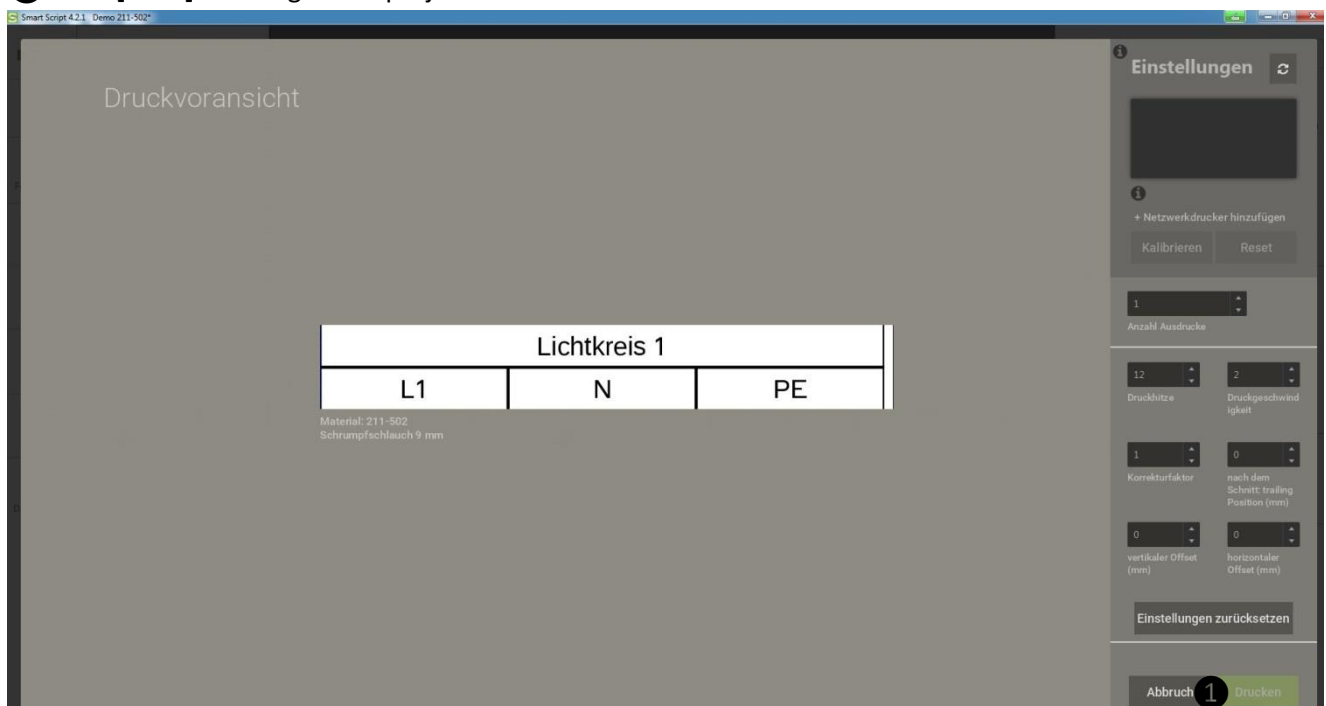 Smart Script 4.2.1 Demo 211-502*
Druckvoransicht
Lichtkreis 1
L1 N PE
Material: 211-502
Schrumpfschlauch 9 mm
Einstellungen
+ Netzwerkdrucker hinzufügen
Kalibrieren Reset
1
Anzahl Ausdrucke
12 2
Druckhitze Druckgeschwind
igkeit
1 0
Korrekturfaktor nach dem
Schnitt: trailing
Position (mm)
0 0
vertikaler Offset horizontaler
(mm) Offset (mm)
Einstellungen zurücksetzen
Abbruch 1 Drucken